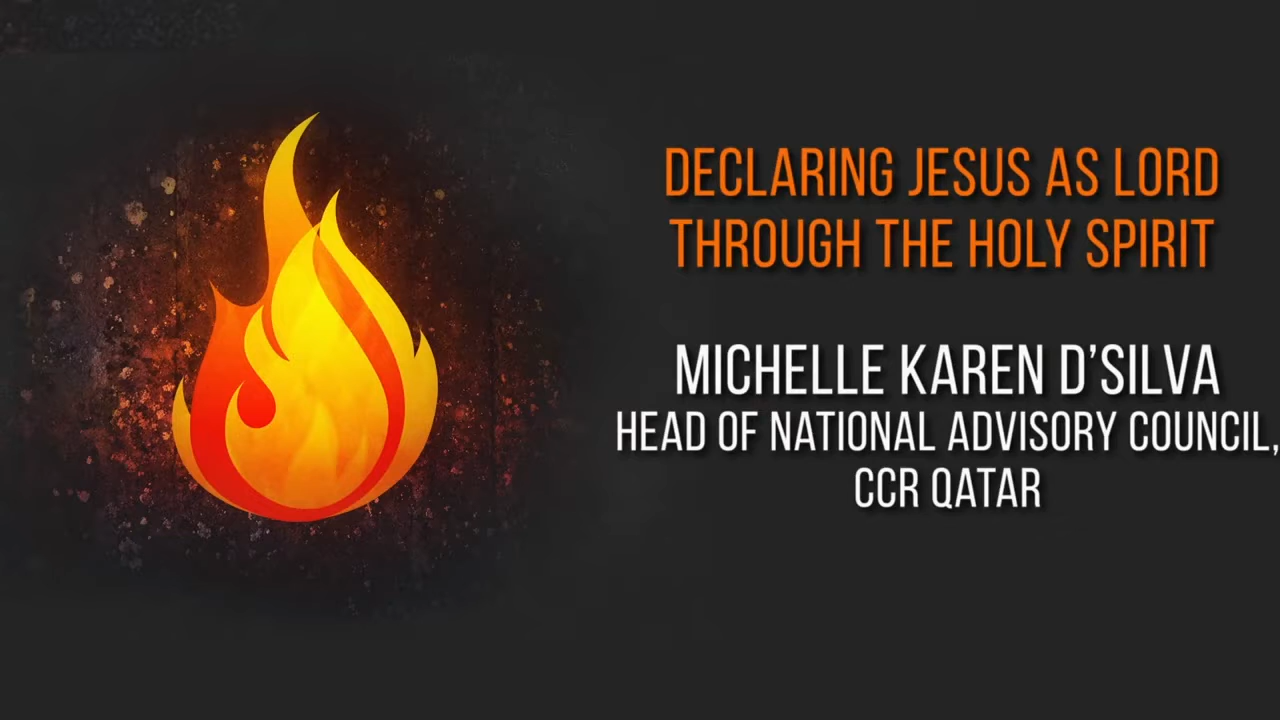 DECLARING JESUS AS LORD
THROUGH THE HOLY SPIRIT
MICHELLE KAREN D’SILVA
HEAD OF NATIONAL ADVISORY COUNCIL,
CCR QATAR